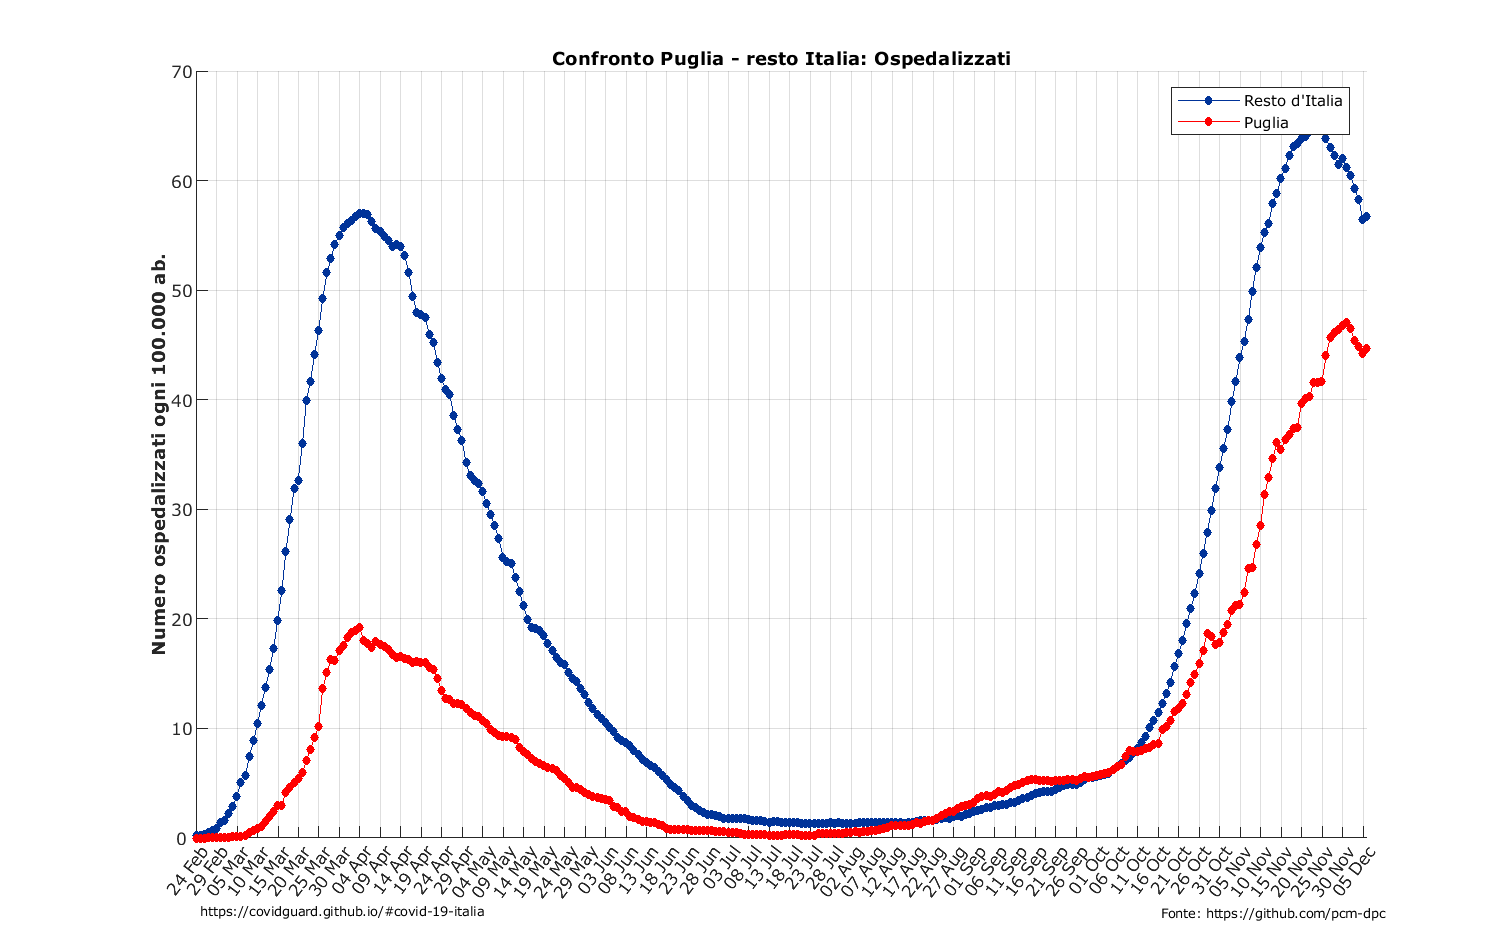 Confronto Puglia - resto Italia: Ospedalizzati
Resto d'Italia
Puglia
Numero ospedalizzati ogni 100.000 ab.
70
60
50
40
30
20
10
0
24 Feb
29 Feb
05 Mar
10 Mar
15 Mar
20 Mar
25 Mar
30 Mar
04 Apr
09 Apr
14 Apr
19 Apr
24 Apr
29 Apr
04 May
09 May
14 May
19 May
24 May
29 May
03 Jun
08 Jun
13 Jun
18 Jun
23 Jun
28 Jun
03 Jul
08 Jul
13 Jul
18 Jul
23 Jul
28 Jul
02 Aug
07 Aug
12 Aug
17 Aug
22 Aug
27 Aug
01 Sep
06 Sep
11 Sep
16 Sep
21 Sep
26 Sep
01 Oct
06 Oct
11 Oct
16 Oct
21 Oct
26 Oct
31 Oct
05 Nov
10 Nov
15 Nov
20 Nov
25 Nov
30 Nov
05 Dec
https://covidguard.github.io/#covid-19-italia
Fonte: https://github.com/pcm-dpc